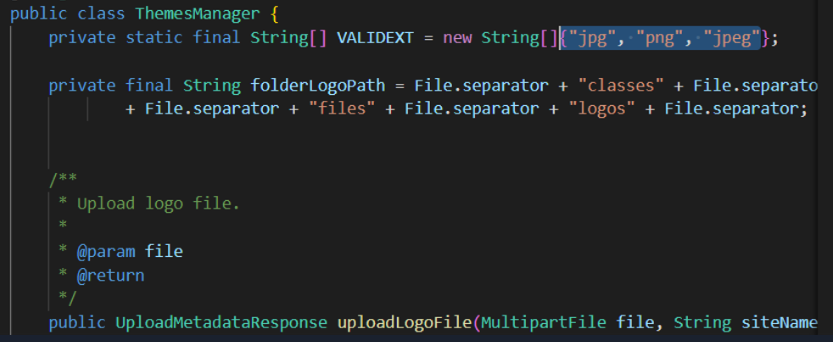 public class ThemesManager {
private static final String[] VALIDEXT = new String[]{"jpg", "png", "jpeg"};
private final String folderLogoPath = File.separator + "classes" + File.separato
+ File.separator + "files" + File.separator + "logos" + File.separator;
/**
* Upload logo file.
*
* @param file
* @return
*/
public UploadMetadataResponse uploadLogoFile(MultipartFile file, String siteName